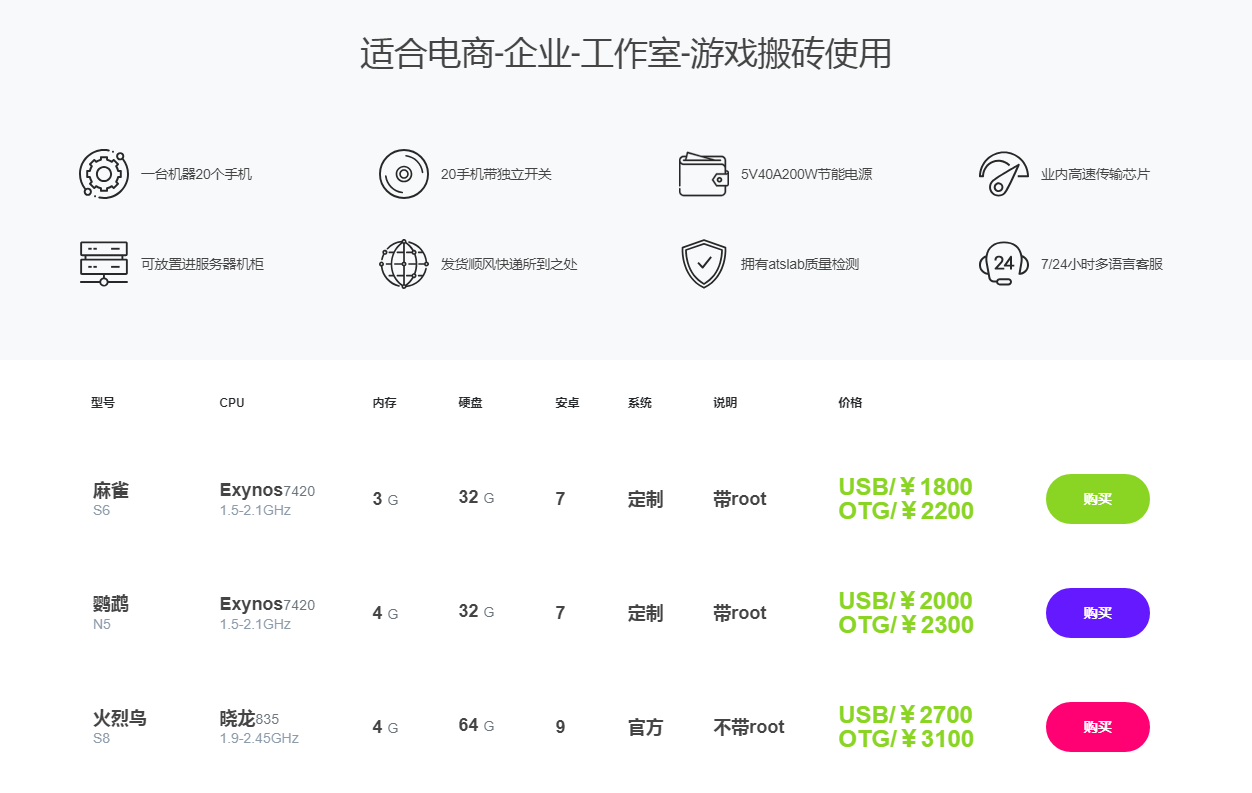 适合电商-企业-工作室-游戏搬砖使用
一台机器20个手机
20手机带独立开关
5V40A200W节能电源
业内高速传输芯片
可放置进服务器机柜
发货顺风快递所到之处
拥有atslab质量检测
24
7/24小时多语言客服
型号 CPU 内存 硬盘 安卓 系统 说明 价格
麻雀 Exynos7420 3 G 32 G 7 定制 带root USB/￥1800 购买
S6 1.5-2.1GHz OTG/￥2200
鹦鹉 Exynos7420 4 G 32 G 7 定制 带root USB/￥2000 购买
N5 1.5-2.1GHz OTG/￥2300
火烈鸟 晓龙835 4 G 64 G 9 官方 不带root USB/￥2700 购买
S8 1.9-2.45GHz OTG/￥3100